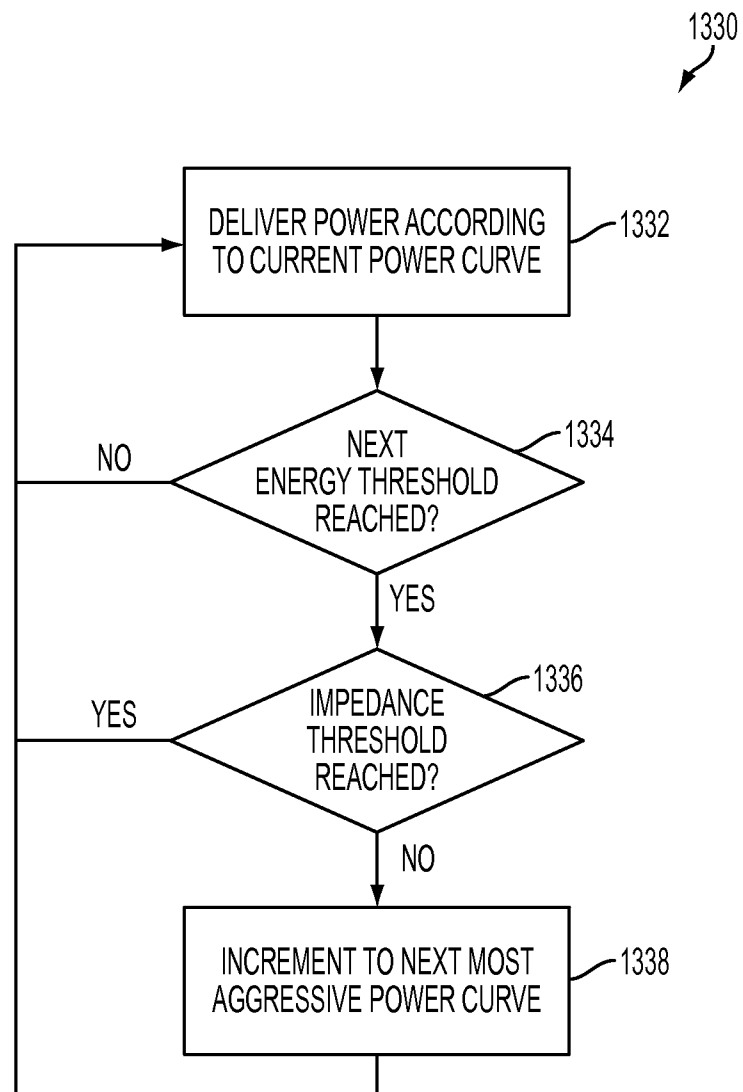 1330
DELIVER POWER ACCORDING
TO CURRENT POWER CURVE
1332
NEXT
ENERGY THRESHOLD
REACHED?
1334
NO
YES
IMPEDANCE
THRESHOLD
REACHED?
1336
YES
NO
INCREMENT TO NEXT MOST
AGGRESSIVE POWER CURVE
1338